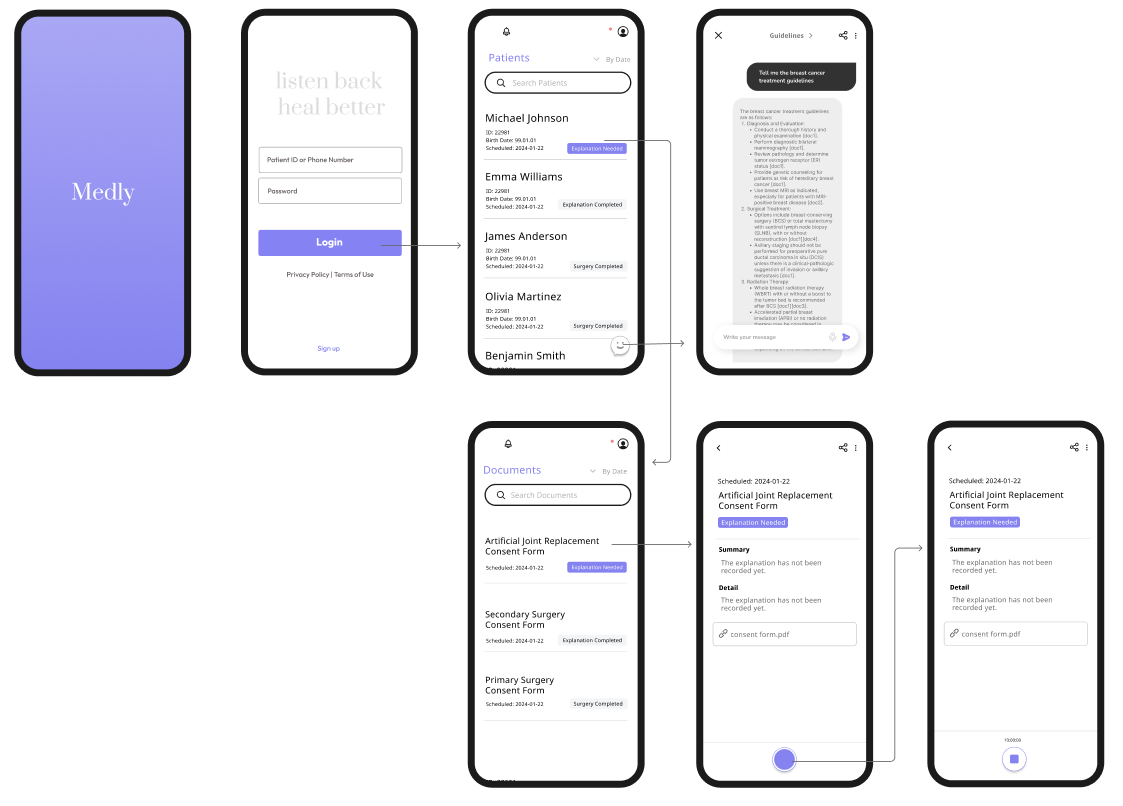 Medly
listen back
heal better
Patient ID or Phone Number
Password
Login
Privacy Policy | Terms of Use
Sign up
Patients
By Date
Search Patients
Michael Johnson
ID: 22981
Birth Date: 99.01.01
Scheduled: 2024-01-22
Explanation Needed
Emma Williams
ID: 22981
Birth Date: 99.01.01
Scheduled: 2024-01-22
Explanation Completed
James Anderson
ID: 22981
Birth Date: 99.01.01
Scheduled: 2024-01-22
Surgery Completed
Olivia Martinez
ID: 22981
Birth Date: 99.01.01
Scheduled: 2024-01-22
Surgery Completed
Benjamin Smith
Guidelines
Tell me the breast cancer
treatment guidelines
The breast cancer treatment guidelines
are as follows:
1. Diagnosis and Evaluation:
• Conduct a thorough history and
physical examination [doc1].
• Perform diagnostic bilateral
mammography [doc1].
• Review pathology and determine
tumor estrogen receptor (ER)
status [doc1].
• Provide genetic counseling for
patients at risk of hereditary breast
cancer [doc1].
• Use breast MRI as indicated,
especially for patients with MRI-
positive breast disease [doc2].
2. Surgical Treatment:
• Options include breast-conserving
surgery (BCS) or total mastectomy
with sentinel lymph node biopsy
(SLNB), with or without
reconstruction [doc1][doc4].
• Axillary staging should not be
performed for preoperative pure
ductal carcinoma in situ (DCIS)
unless there is a clinical-pathologic
suggestion of invasion or axillary
metastasis [doc1].
3. Radiation Therapy:
• Whole breast radiation therapy
(WBRT) with or without a boost to
the tumor bed is recommended
after BCS [doc1][doc3].
• Accelerated partial breast
irradiation (APBI) or no radiation
therapy may be considered in
Write your message
Documents
By Date
Search Documents
Artificial Joint Replacement
Consent Form
Scheduled: 2024-01-22
Explanation Needed
Secondary Surgery
Consent Form
Scheduled: 2024-01-22
Explanation Completed
Primary Surgery
Consent Form
Scheduled: 2024-01-22
Surgery Completed
Scheduled: 2024-01-22
Artificial Joint Replacement
Consent Form
Explanation Needed
Summary
The explanation has not been
recorded yet.
Detail
The explanation has not been
recorded yet.
consent form.pdf
Scheduled: 2024-01-22
Artificial Joint Replacement
Consent Form
Explanation Needed
Summary
The explanation has not been
recorded yet.
Detail
The explanation has not been
recorded yet.
consent form.pdf